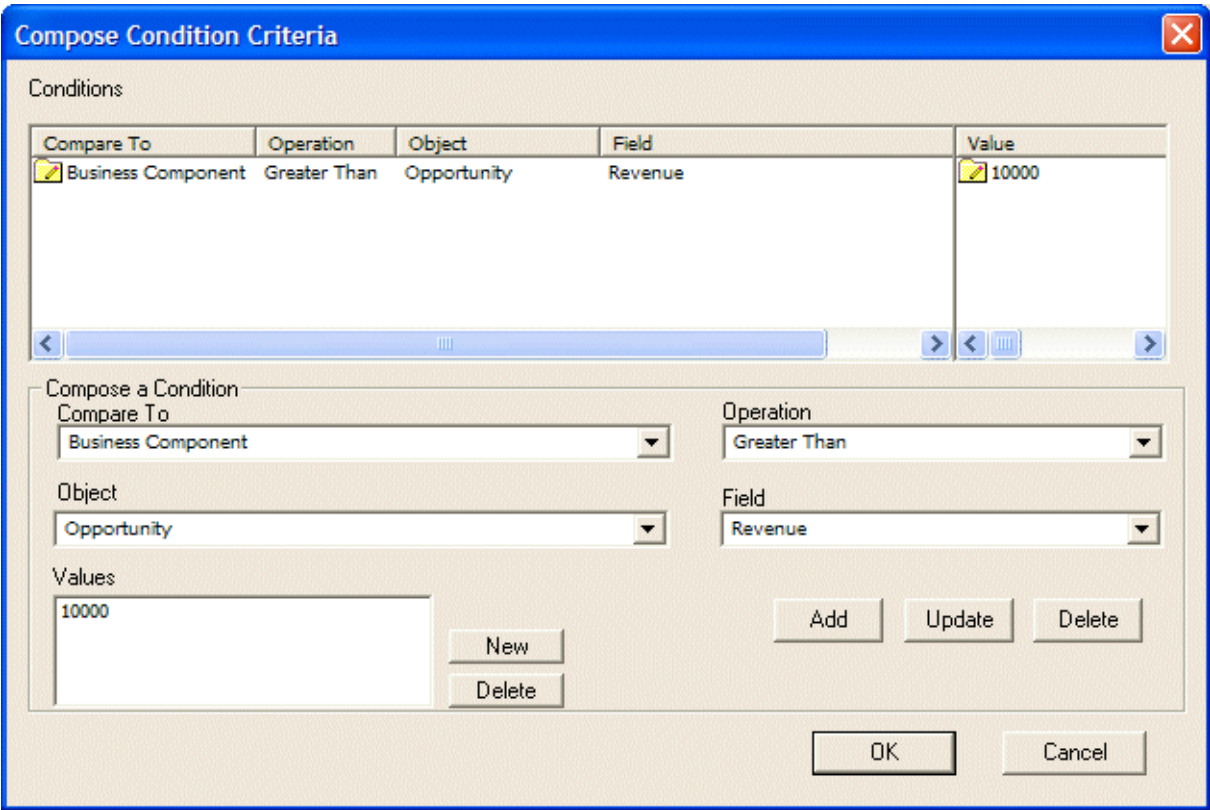 Compose Condition Criteria
Conditions
Compare To Operation Object Field Value
Business Component Greater Than Opportunity Revenue 10000
Compose a Condition
Compare To Operation
Business Component Greater Than
Object Field
Opportunity Revenue
Values
10000
Add Update Delete
New
Delete
OK Cancel